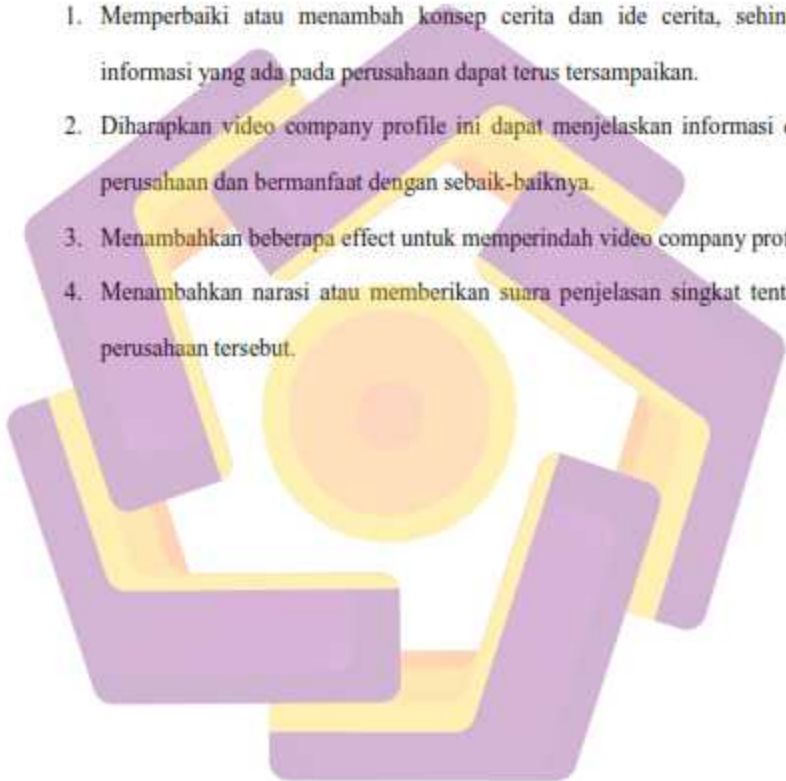 1. Memperbaiki atau menambah konsep cerita dan ide cerita, sehin
informasi yang ada pada perusahaan dapat terus tersampaikan.
2. Diharapkan video company profile ini dapat menjelaskan informasi
perusahaan dan bermanfaat dengan sebaik-baiknya.
3. Menambahkan beberapa effect untuk memperindah video company prof
4. Menambahkan narasi atau memberikan suara penjelasan singkat tent
perusahaan tersebut.